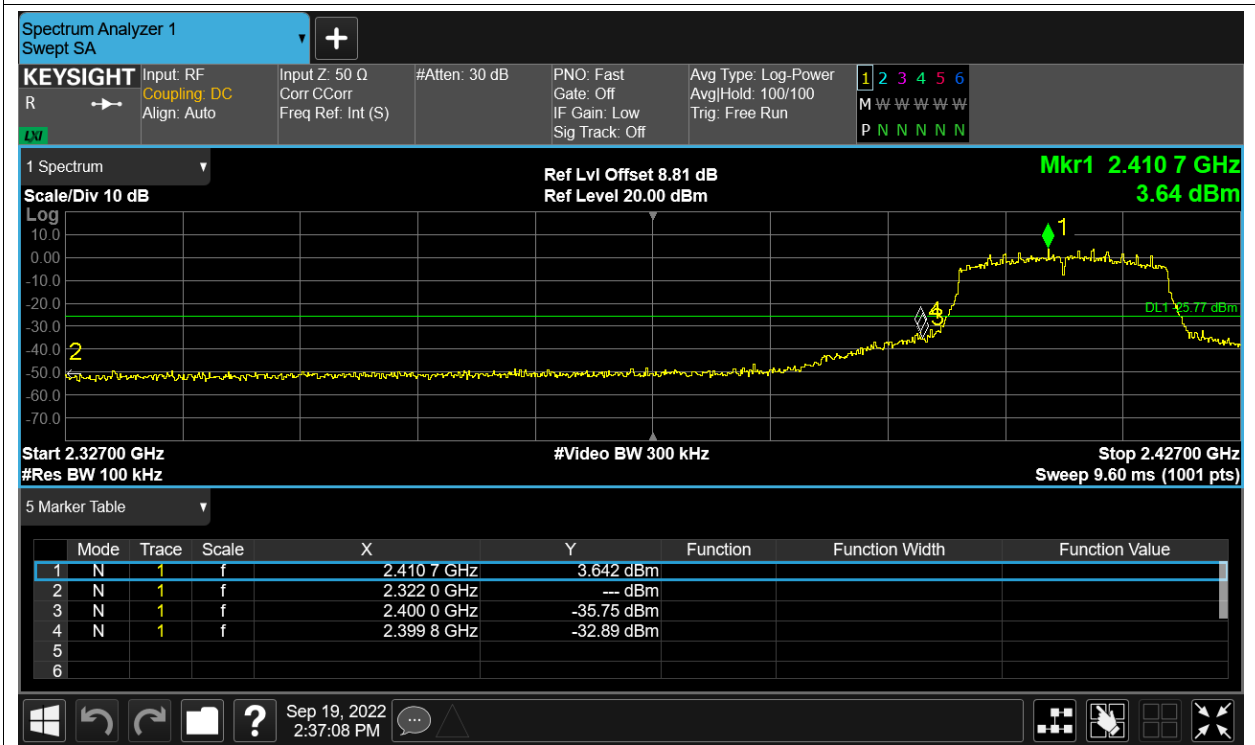 Spectrum Analyzer 1
Swept SA
+
KEYSIGHT Input: RF Input Z: 50 Ω #Atten: 30 dB PNO: Fast Avg Type: Log-Power 1 2 3 4 5 6
R Coupling: DC Corr CCorr Gate: Off Avg|Hold: 100/100 M W W W W W
Align: Auto Freq Ref: Int (S) IF Gain: Low Trig: Free Run
LXI Sig Track: Off P N N N N N
1 Spectrum Ref Lvl Offset 8.81 dB Mkr1 2.410 7 GHz
Scale/Div 10 dB Ref Level 20.00 dBm 3.64 dBm
Log
1
10.0
0.00
-10.0
-20.0
4 DL1 -25.77 dBm
3
-30.0
-40.0
2
-50.0
-60.0
-70.0
Start 2.32700 GHz #Video BW 300 kHz Stop 2.42700 GHz
#Res BW 100 kHz Sweep 9.60 ms (1001 pts)
5 Marker Table
Mode Trace Scale X Y Function Function Width Function Value
1 N 1 f 2.410 7 GHz 3.642 dBm
2 N 1 f 2.322 0 GHz --- dBm
3 N 1 f 2.400 0 GHz -35.75 dBm
4 N 1 f 2.399 8 GHz -32.89 dBm
5
6
? Sep 19, 2022
2:37:08 PM